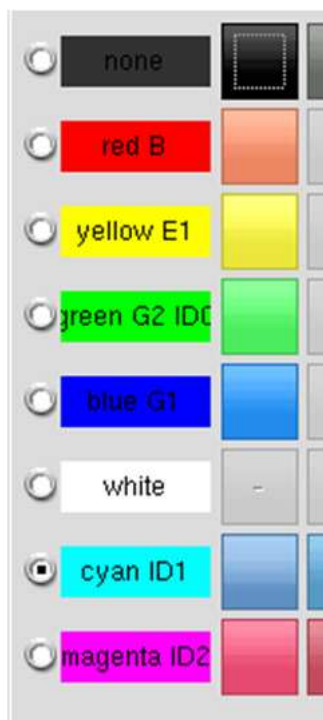 none
red B
yellow E1
green G2 ID0
blue G1
white
-
cyan ID1
magenta ID2